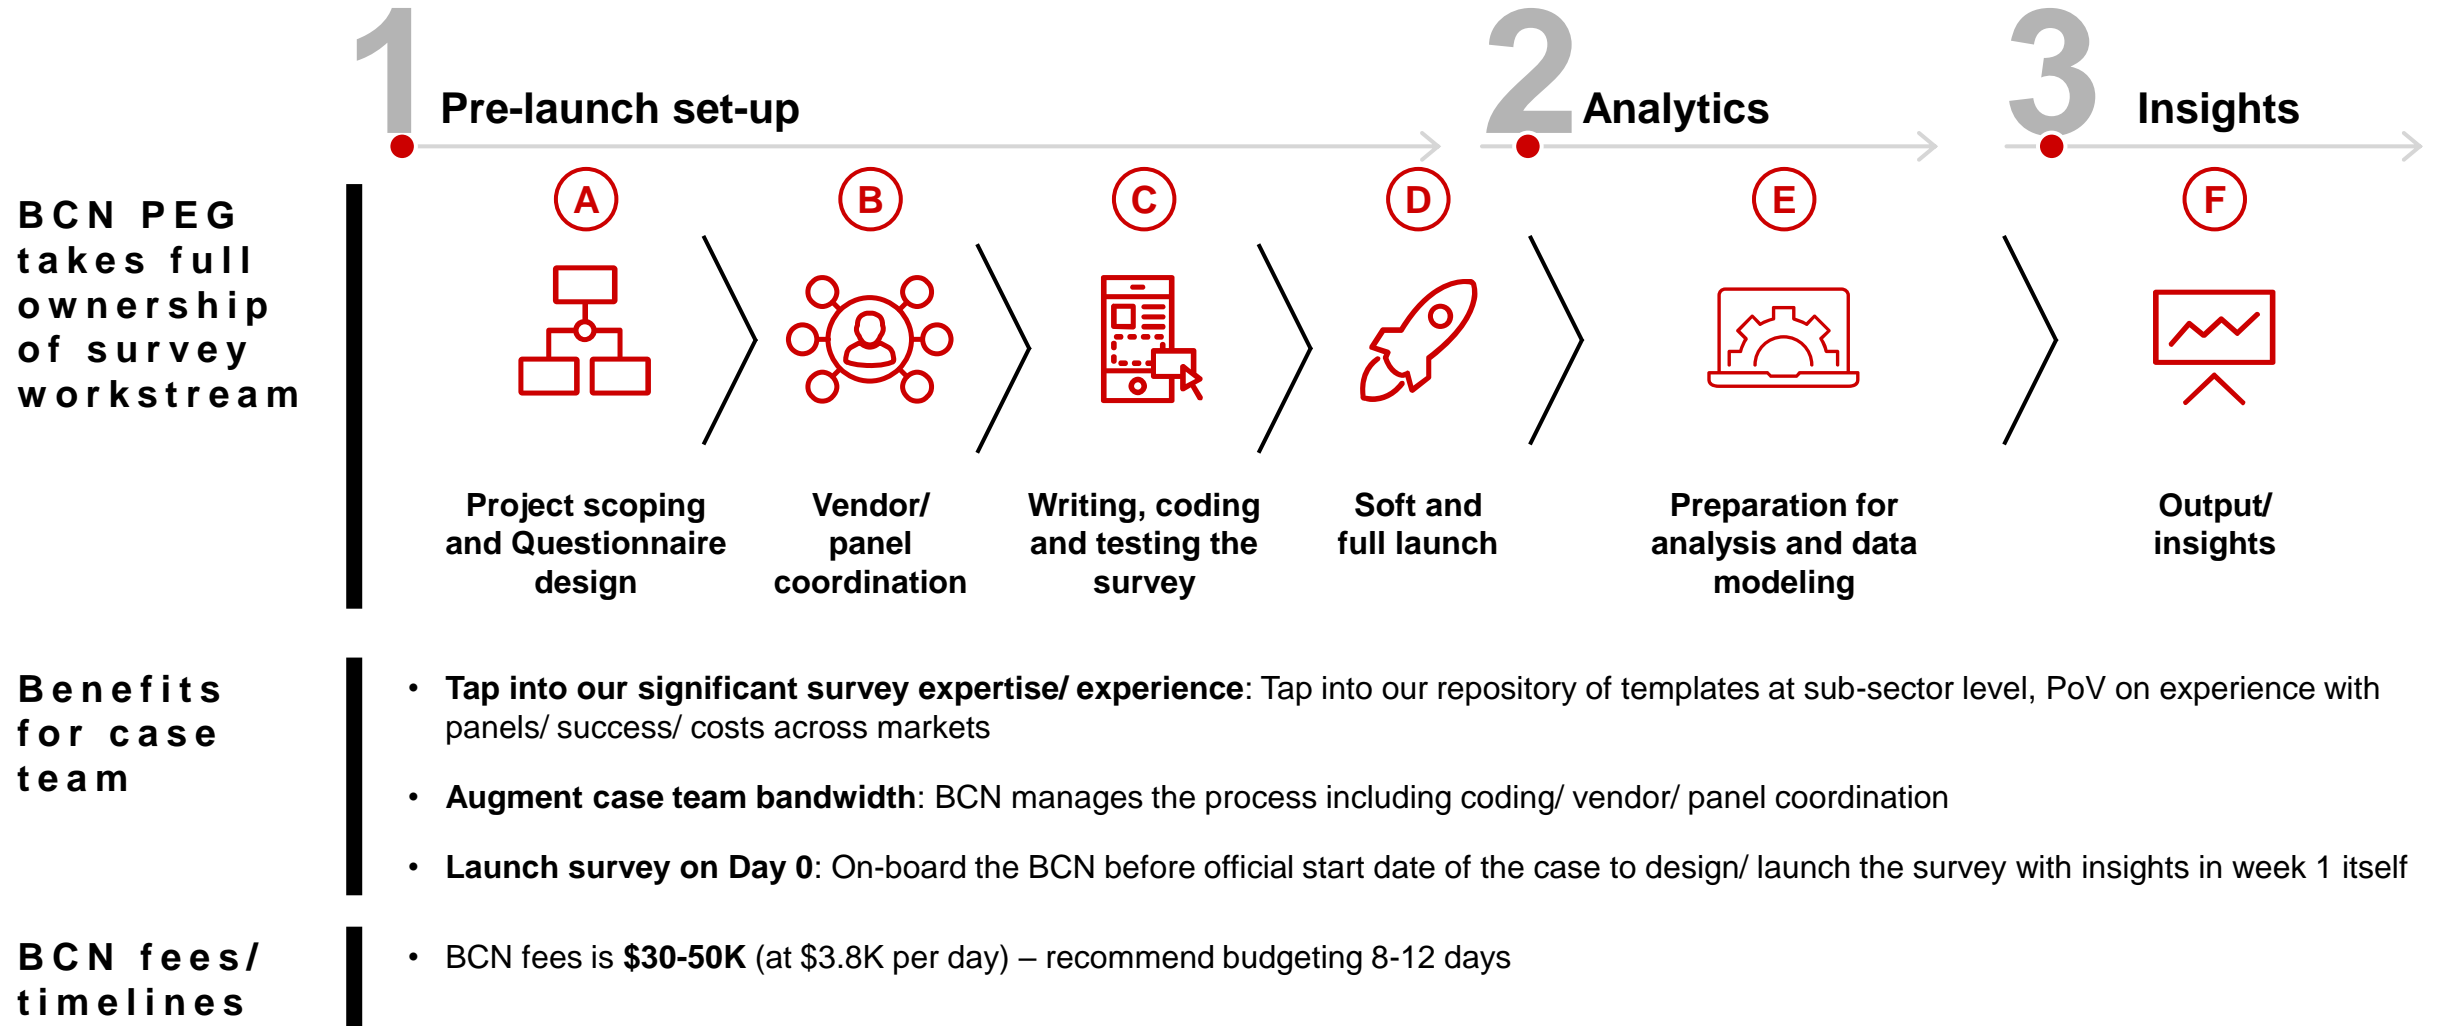 1 Pre-launch set-up
2 Analytics
3 Insights
BCN PEG
takes full
ownership
of survey
workstream
A
B
C
D
E
F
Project scoping
and Questionnaire
design
Vendor/
panel
coordination
Writing, coding
and testing the
survey
Soft and
full launch
Preparation for
analysis and data
modeling
Output/
insights
Benefits
for case
team
• Tap into our significant survey expertise/ experience: Tap into our repository of templates at sub-sector level, PoV on experience with
panels/ success/ costs across markets
• Augment case team bandwidth: BCN manages the process including coding/ vendor/ panel coordination
• Launch survey on Day 0: On-board the BCN before official start date of the case to design/ launch the survey with insights in week 1 itself
BCN fees/
timelines
• BCN fees is $30-50K (at $3.8K per day) – recommend budgeting 8-12 days